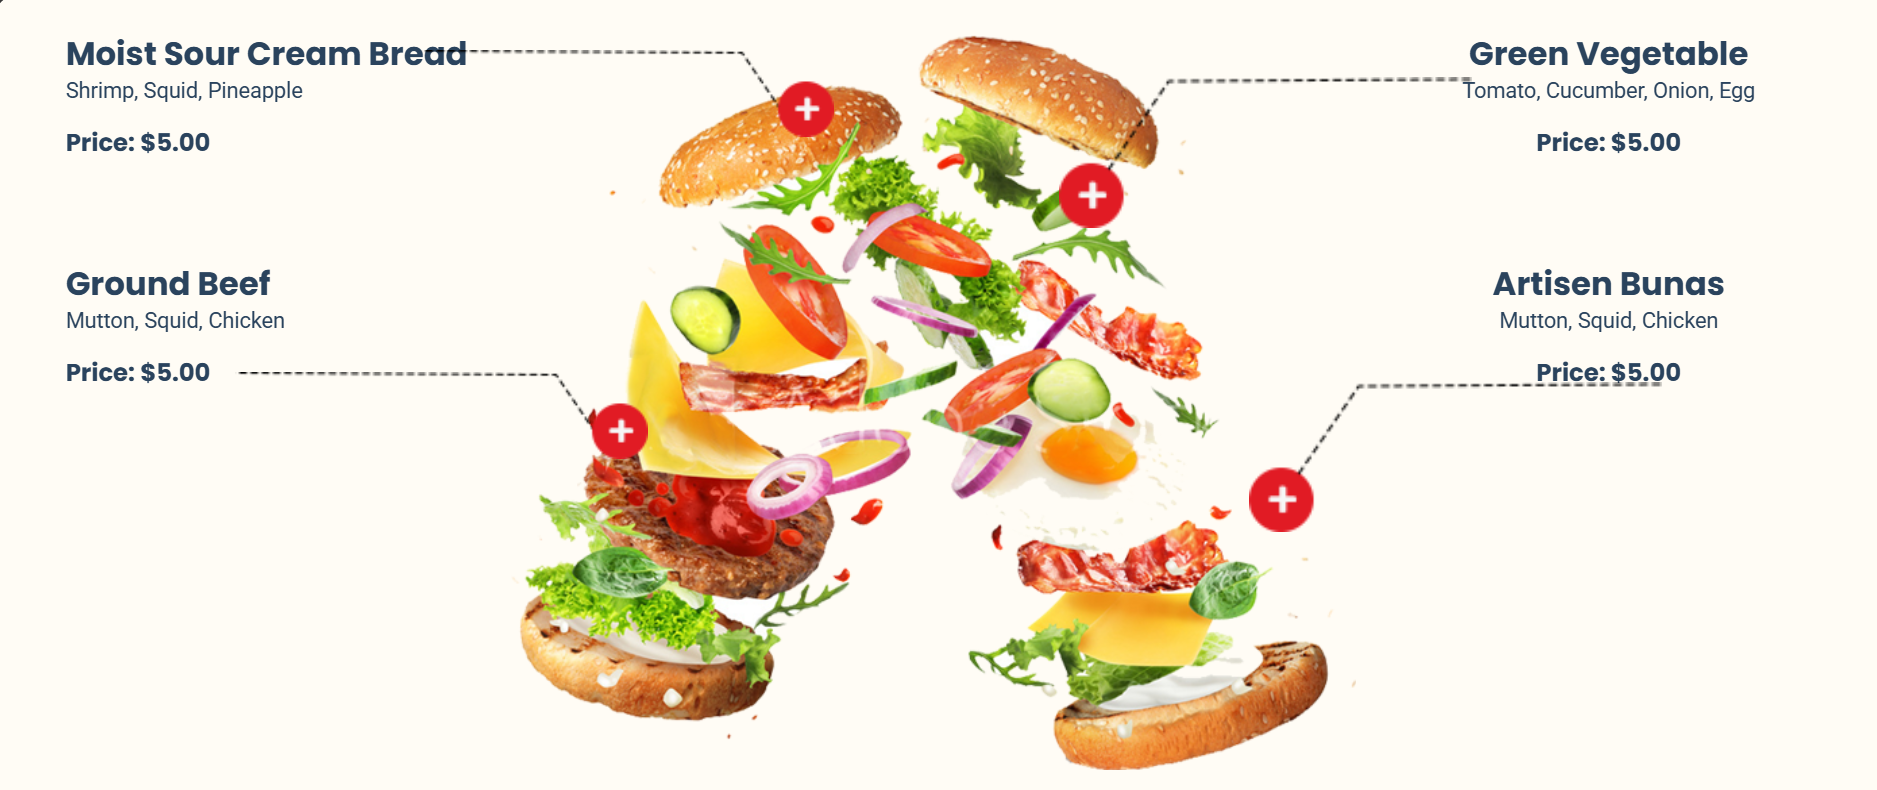 Moist Sour Cream Bread
Shrimp, Squid, Pineapple
Price: $5.00
Green Vegetable
Tomato, Cucumber, Onion, Egg
Price: $5.00
Ground Beef
Mutton, Squid, Chicken
Price: $5.00
Artisen Bunas
Mutton, Squid, Chicken
Price: $5.00